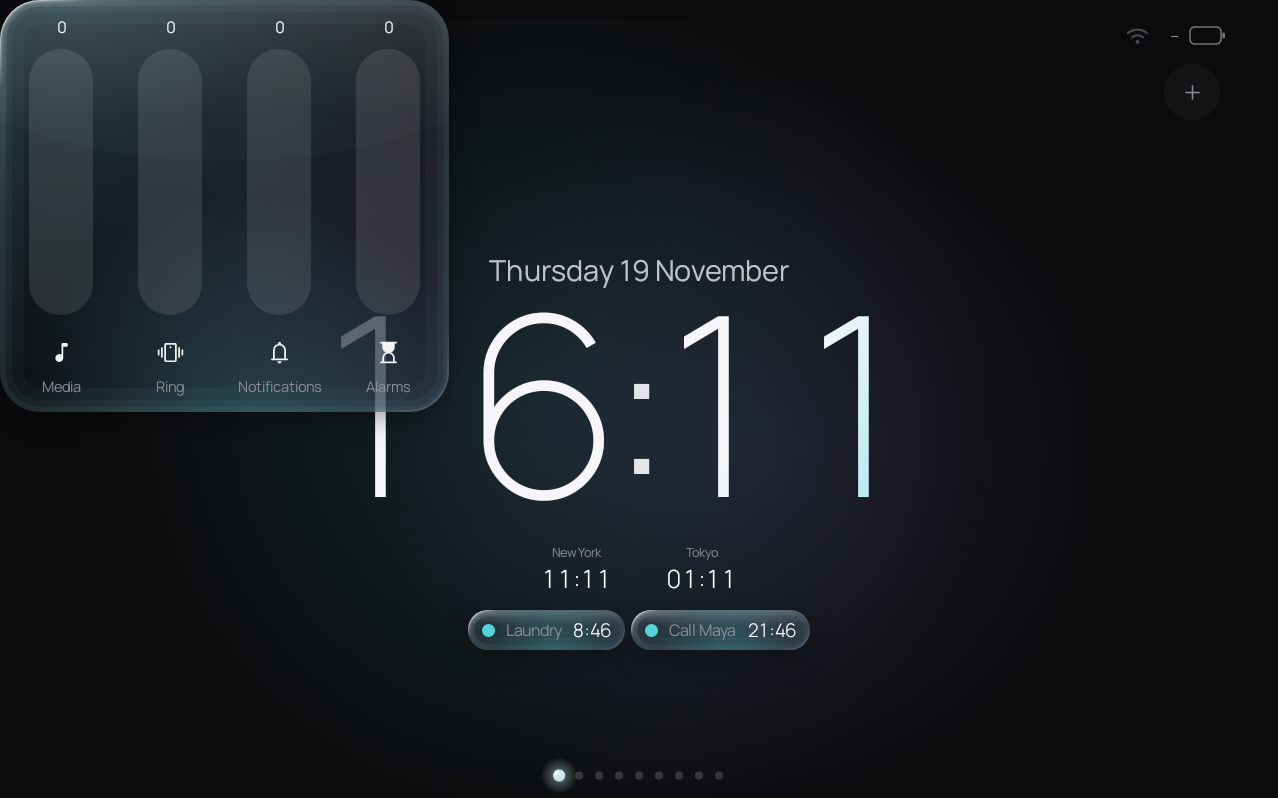 0 0 0 0
Media Ring Notifications Alarms
–
+
Thursday 19 November
16:11
New York Tokyo
11:11 01:11
Laundry 8:46 Call Maya 21:46